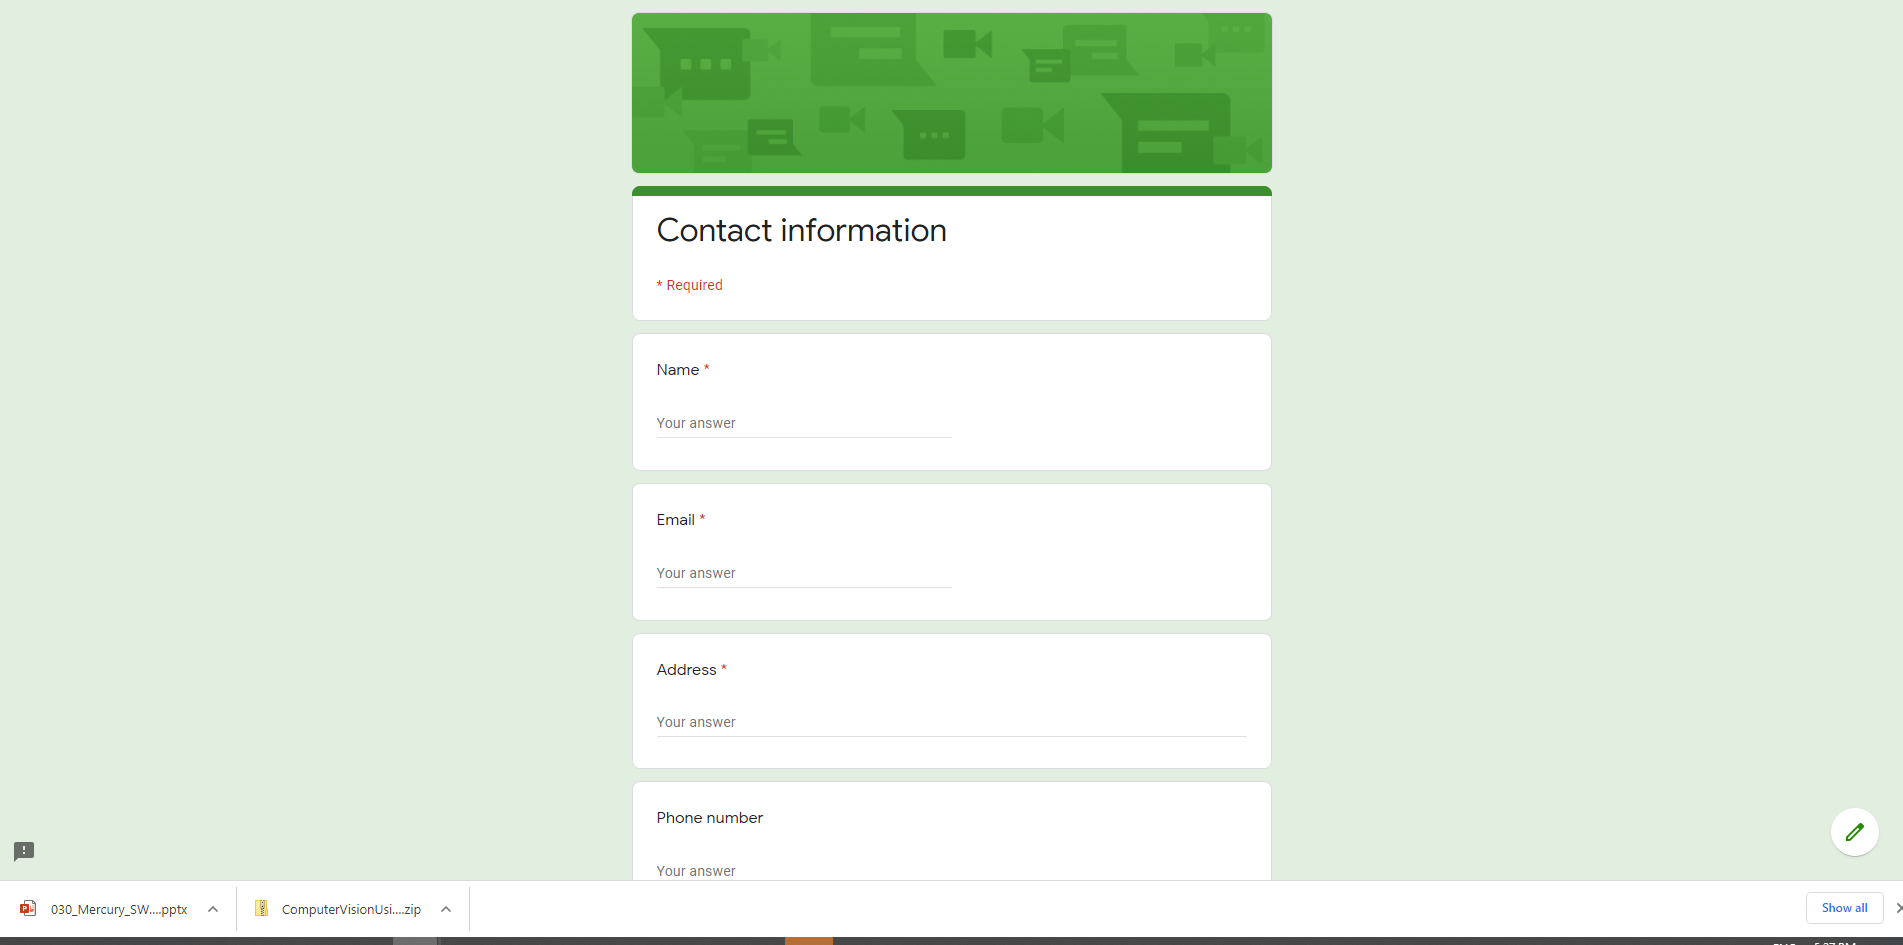 Contact information
* Required
Name *
Your answer
Email *
Your answer
Address *
Your answer
Phone number
Your answer
030_Mercury_SW....pptx
ComputerVisionUsi....zip
Show all